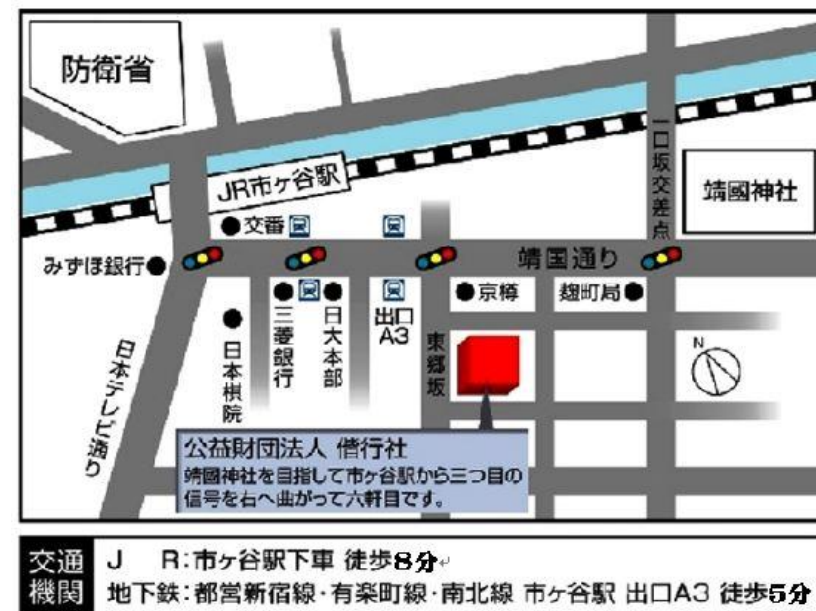 防衛省
JR市ヶ谷駅
一口坂交差点
靖國神社
交番
みずほ銀行
靖国通り
三菱銀行
日大本部
出口
A3
京樽
麹町局
日本棋院
東郷坂
N
日本テレビ通り
公益財団法人 偕行社
靖國神社を目指して市ヶ谷駅から三つ目の
信号を右へ曲がって六軒目です。
交通
機関
J R:市ヶ谷駅下車 徒歩8分
地下鉄:都営新宿線・有楽町線・南北線 市ヶ谷駅 出口A3 徒歩5分